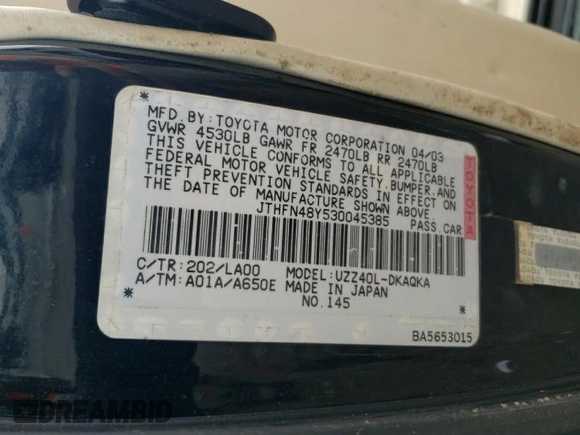 MFD.BY:TOYOTA MOTOR CORPORATION 04/03
GVWR 4530LB GAWR FR 2470LB RR 2470LB
THIS VEHICLE CONFORMS TO ALL APPLICABLE
FEDERAL MOTOR VEHICLE SAFETY,BUMPER,AND
THEFT PREVENTION STANDARDS IN EFFECT ON
THE DATE OF MANUFACTURE SHOWN ABOVE.
JTHFN48Y530045385 PASS.CAR
TOYOTA
C/TR:202/LA00 MODEL:UZZ40L-DKAQKA
A/TM:A01A/A650E MADE IN JAPAN
NO.145
BA5653015
DREAMBID